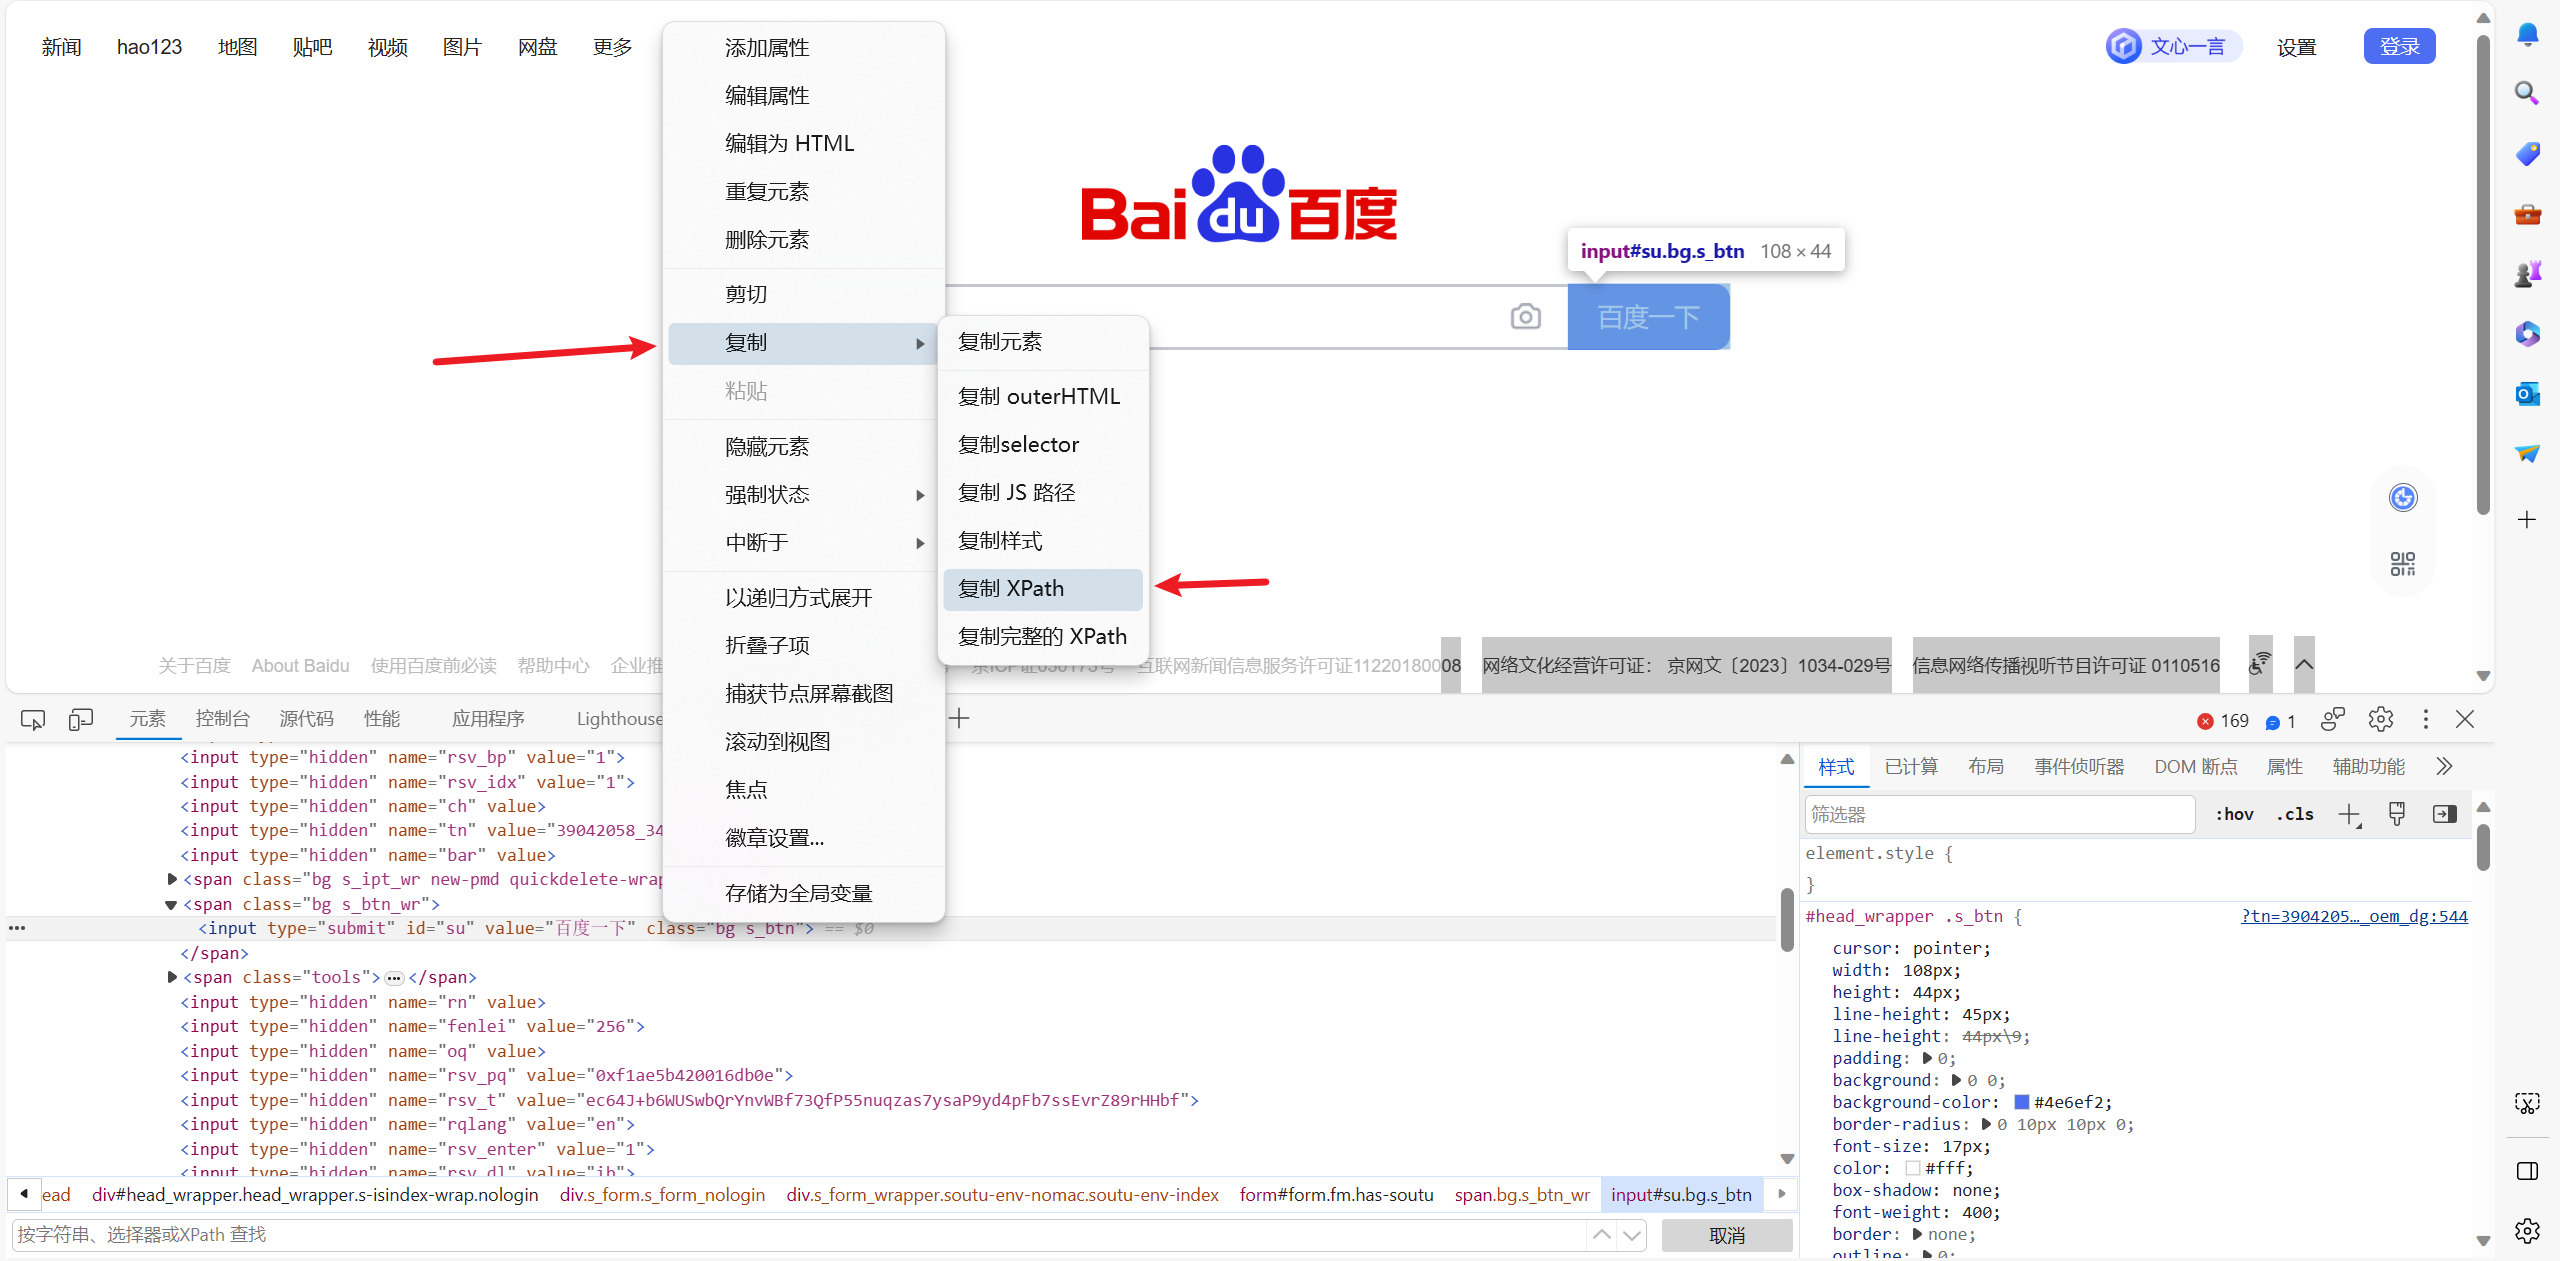 新闻 hao123 地图 贴吧 视频 图片 网盘 更多
文心一言 设置 登录
Bai du 百度
input#su.bg.s_btn 108 × 44
百度一下
添加属性
编辑属性
编辑为 HTML
重复元素
删除元素
剪切
复制
粘贴
隐藏元素
强制状态
中断于
以递归方式展开
折叠子项
捕获节点屏幕截图
滚动到视图
焦点
徽章设置...
存储为全局变量
复制元素
复制 outerHTML
复制selector
复制 JS 路径
复制样式
复制 XPath
复制完整的 XPath
关于百度 About Baidu 使用百度前必读 帮助中心 企业推 京ICP证030173号 互联网新闻信息服务许可证11220180008 网络文化经营许可证： 京网文〔2023〕1034-029号 信息网络传播视听节目许可证 0110516
元素 控制台 源代码 性能 应用程序 Lighthouse
169 1
<input type="hidden" name="rsv_bp" value="1">
<input type="hidden" name="rsv_idx" value="1">
<input type="hidden" name="ch" value>
<input type="hidden" name="tn" value="39042058_34
<input type="hidden" name="bar" value>
<span class="bg s_ipt_wr new-pmd quickdelete-wrap
<span class="bg s_btn_wr">
<input type="submit" id="su" value="百度一下" class="bg s_btn"> == $0
</span>
<span class="tools">…</span>
<input type="hidden" name="rn" value>
<input type="hidden" name="fenlei" value="256">
<input type="hidden" name="oq" value>
<input type="hidden" name="rsv_pq" value="0xf1ae5b420016db0e">
<input type="hidden" name="rsv_t" value="ec64J+b6WUSwbQrYnvWBf73QfP55nuqzas7ysaP9yd4pFb7ssEvrZ89rHHbf">
<input type="hidden" name="rqlang" value="en">
<input type="hidden" name="rsv_enter" value="1">
<input type="hidden" name="rsv_dl" value="ib">
ead div#head_wrapper.head_wrapper.s-isindex-wrap.nologin div.s_form.s_form_nologin div.s_form_wrapper.soutu-env-nomac.soutu-env-index form#form.fm.has-soutu span.bg.s_btn_wr input#su.bg.s_btn
按字符串、选择器或XPath 查找
取消
样式 已计算 布局 事件侦听器 DOM 断点 属性 辅助功能
筛选器 :hov .cls
element.style {
}
#head_wrapper .s_btn { ?tn=3904205…_oem_dg:544
cursor: pointer;
width: 108px;
height: 44px;
line-height: 45px;
line-height: 44px\9;
padding: 0;
background: 0 0;
background-color: #4e6ef2;
border-radius: 0 10px 10px 0;
font-size: 17px;
color: #fff;
box-shadow: none;
font-weight: 400;
border: none;
outline: 0;